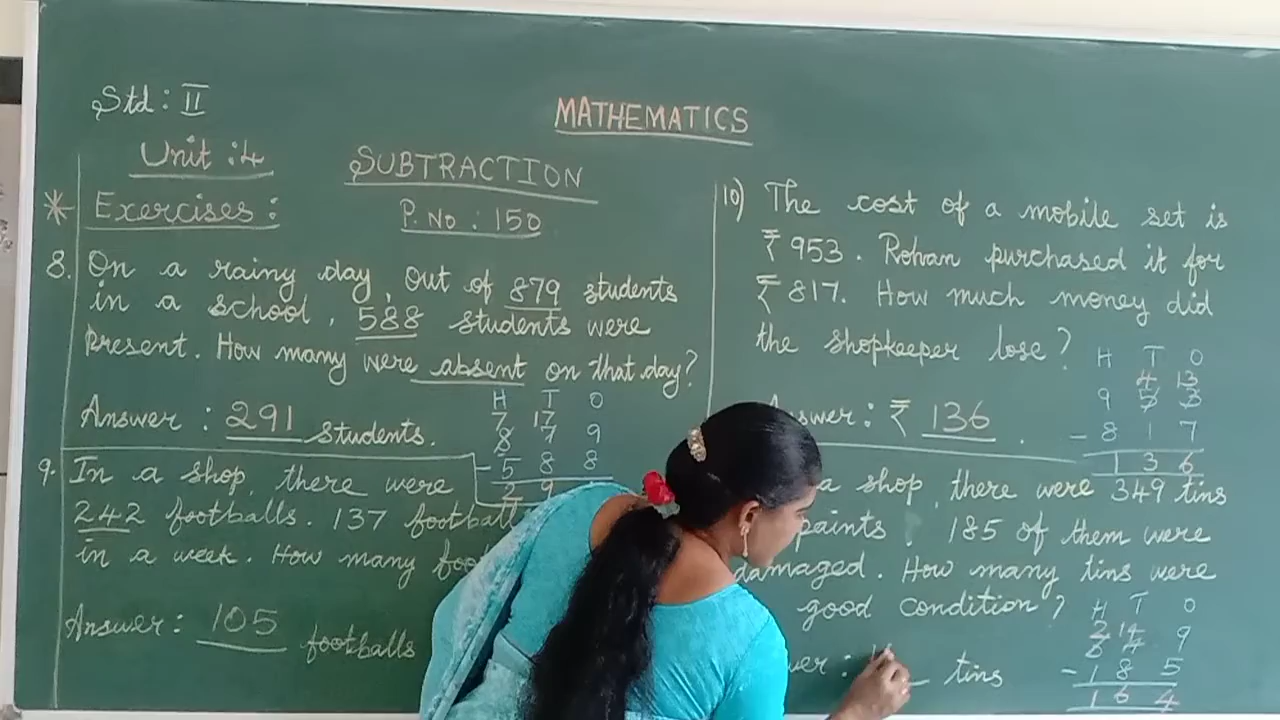 Std : II
MATHEMATICS
Unit : 4
SUBTRACTION
* Exercises :
P. No : 150
8. On a rainy day, out of 879 students
in a school, 588 students were
present. How many were absent on that day?
Answer : 291 students.
H T O
7 17
8 7 9
- 5 8 8
2 9
9. In a shop, there were
242 footballs. 137
in a week. How many
Answer : 105 footballs
10) The cost of a mobile set is
₹ 953. Rohan purchased it for
₹ 817. How much money did
the shopkeeper lose?
H T O
4 13
9 5 3
- 8 1 7
1 3 6
Answer : ₹ 136.
a shop, there were 349 tins
paints. 185 of them were
damaged. How many tins were
good condition?
H T O
2 14
3 4 9
- 1 8 5
1 6 4
tins